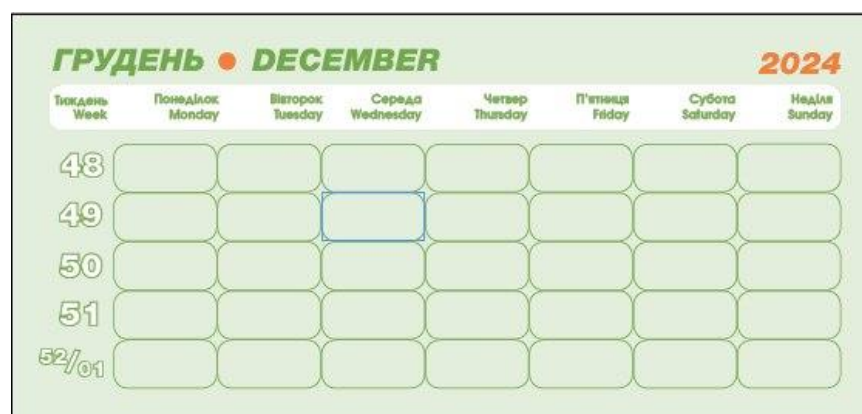 ГРУДЕНЬ • DECEMBER 2024
Тиждень Понеділок Вівторок Середа Четвер П'ятниця Субота Неділя
Week Monday Tuesday Wednesday Thursday Friday Saturday Sunday
48
49
50
51
52/01